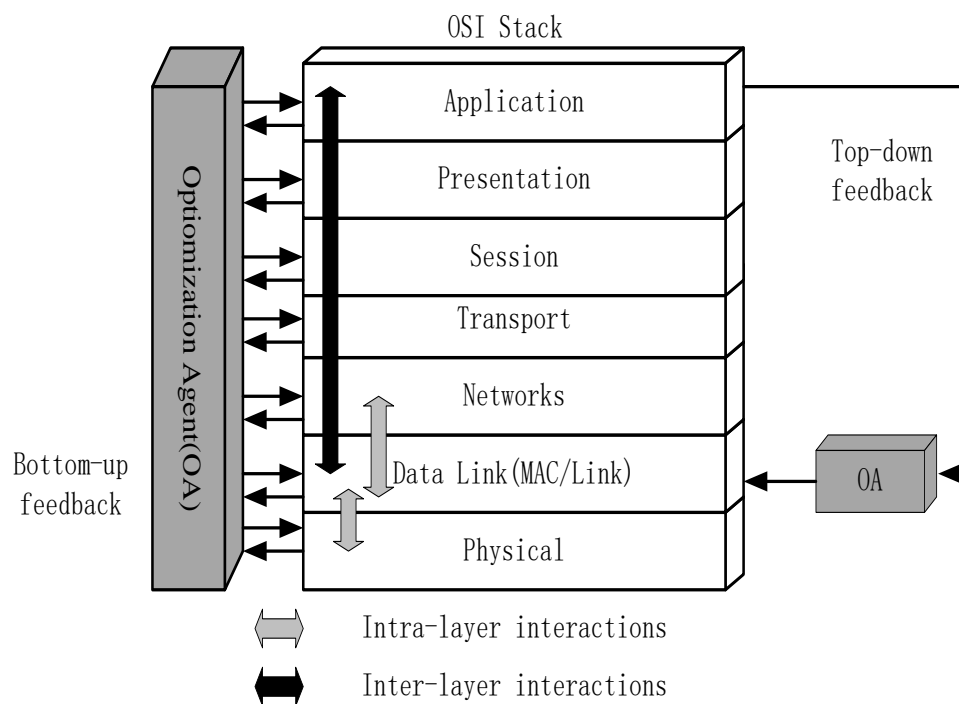 OSI Stack
Application
Presentation
Session
Transport
Networks
Data Link(MAC/Link)
Physical
Optiomization Agent(OA)
Bottom-up
feedback
Top-down
feedback
OA
Intra-layer interactions
Inter-layer interactions